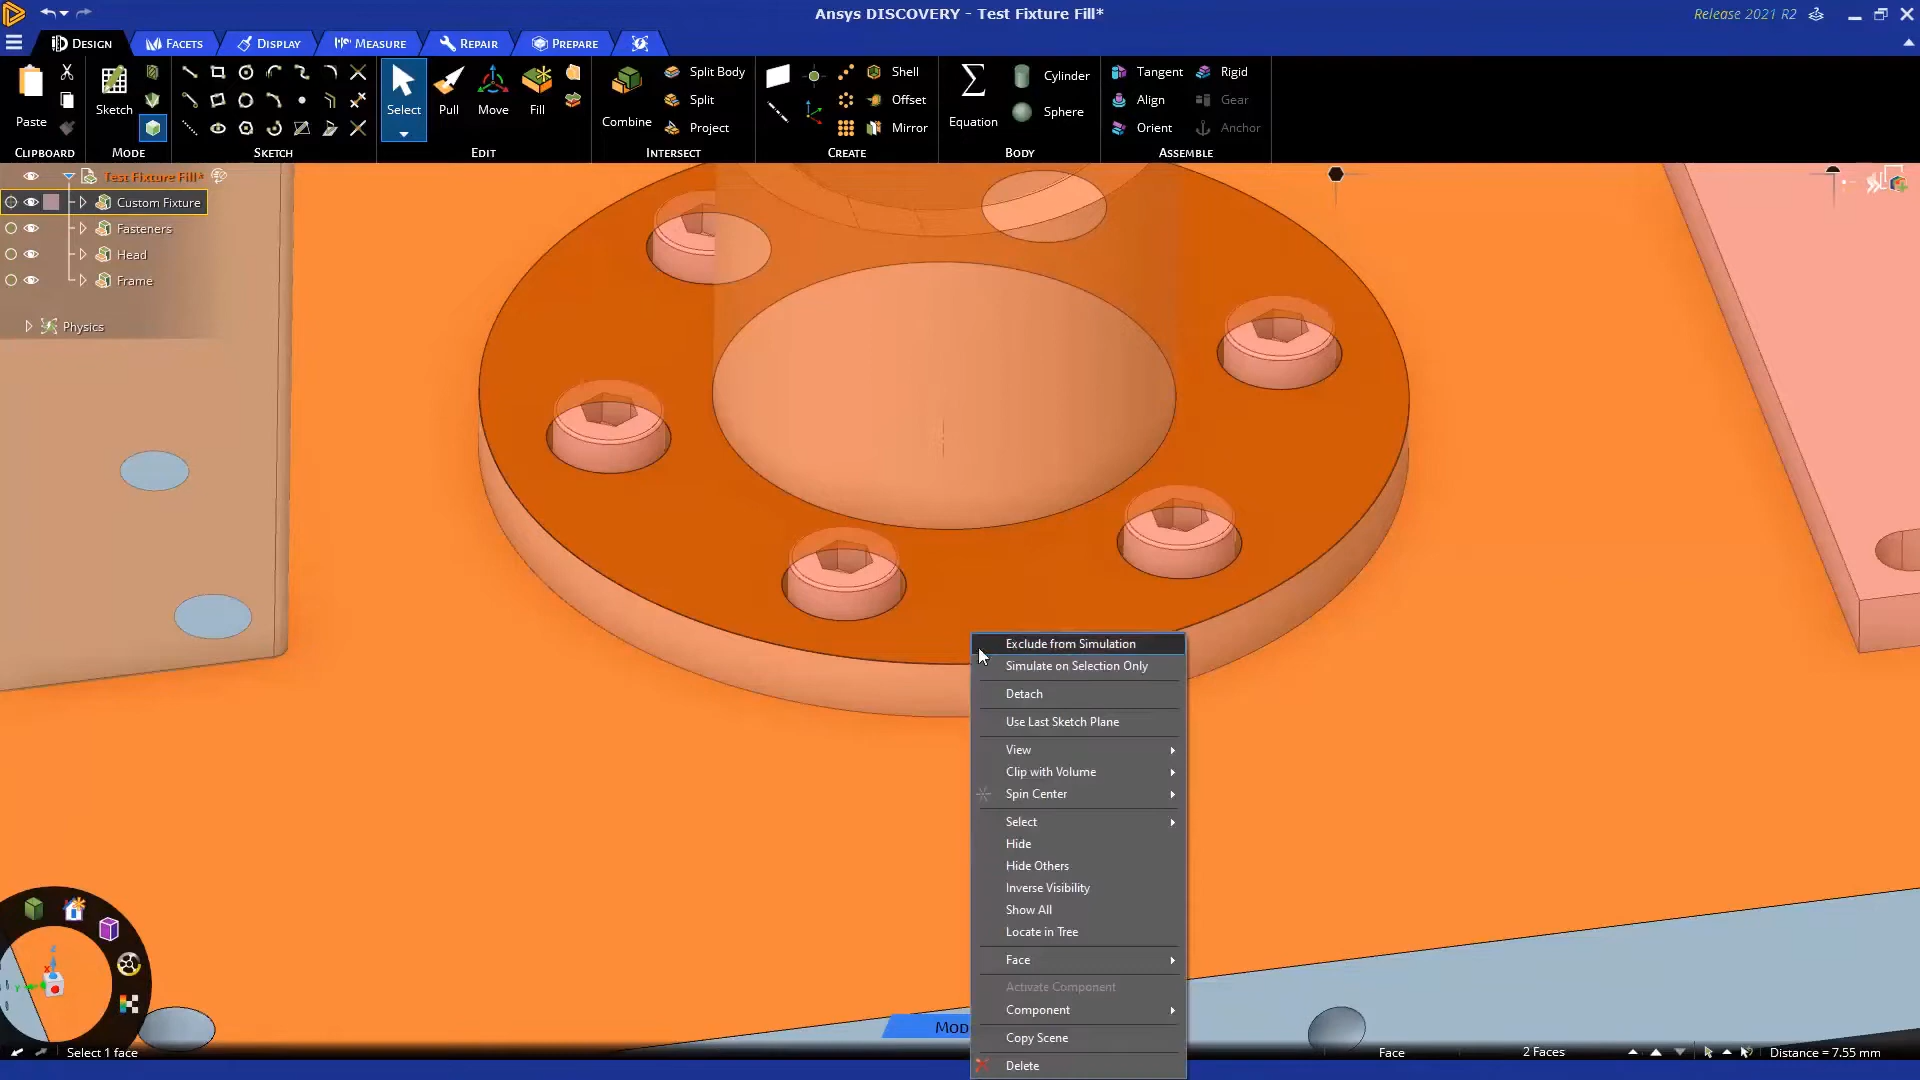 Ansys DISCOVERY - Test Fixture Fill*
Release 2021 R2
DESIGN
FACETS
DISPLAY
MEASURE
REPAIR
PREPARE
Paste
Sketch
Select
Pull
Move
Fill
Combine
Split Body
Split
Project
Shell
Offset
Mirror
Equation
Cylinder
Sphere
Tangent
Rigid
Align
Gear
Orient
Anchor
CLIPBOARD
MODE
SKETCH
EDIT
INTERSECT
CREATE
BODY
ASSEMBLE
Test Fixture Fill*
Custom Fixture
Fasteners
Head
Frame
Physics
Exclude from Simulation
Simulate on Selection Only
Detach
Use Last Sketch Plane
View
Clip with Volume
Spin Center
Select
Hide
Hide Others
Inverse Visibility
Show All
Locate in Tree
Face
Activate Component
Component
Copy Scene
Delete
Select 1 face
Face
2 Faces
Distance = 7.55 mm